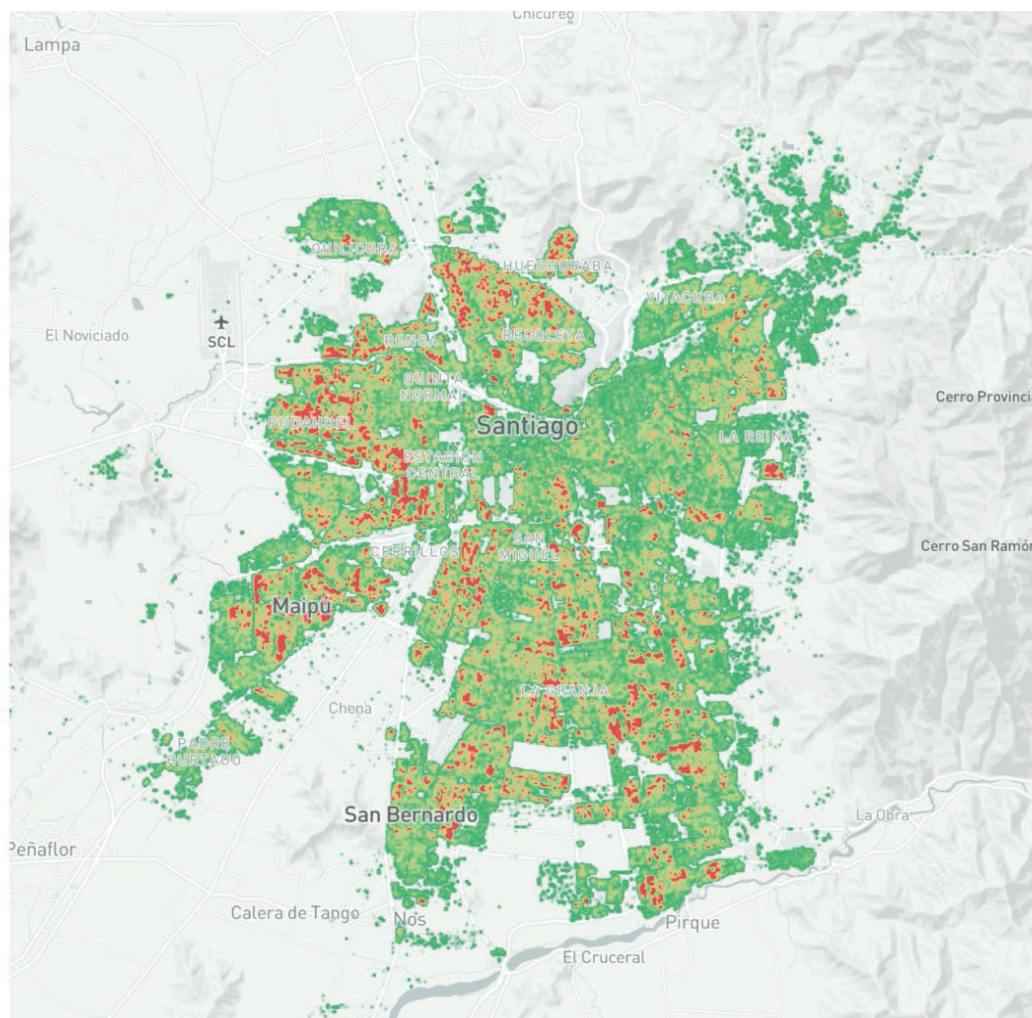 Chicureo
Lampa
QUILICURA
HUECHURABA
VITACURA
El Noviciado
SCL
RENCA
RECOLETA
QUINTA
NORMAL
Cerro Provincia
PUDAHUEL
Santiago
LA REINA
ESTACIÓN
CENTRAL
CERRILLOS
SAN
MIGUEL
Cerro San Ramón
Maipú
LA GRANJA
Chena
PADRE
HURTADO
San Bernardo
La Obra
Peñaflor
Calera de Tango
Nos
Pirque
El Cruceral